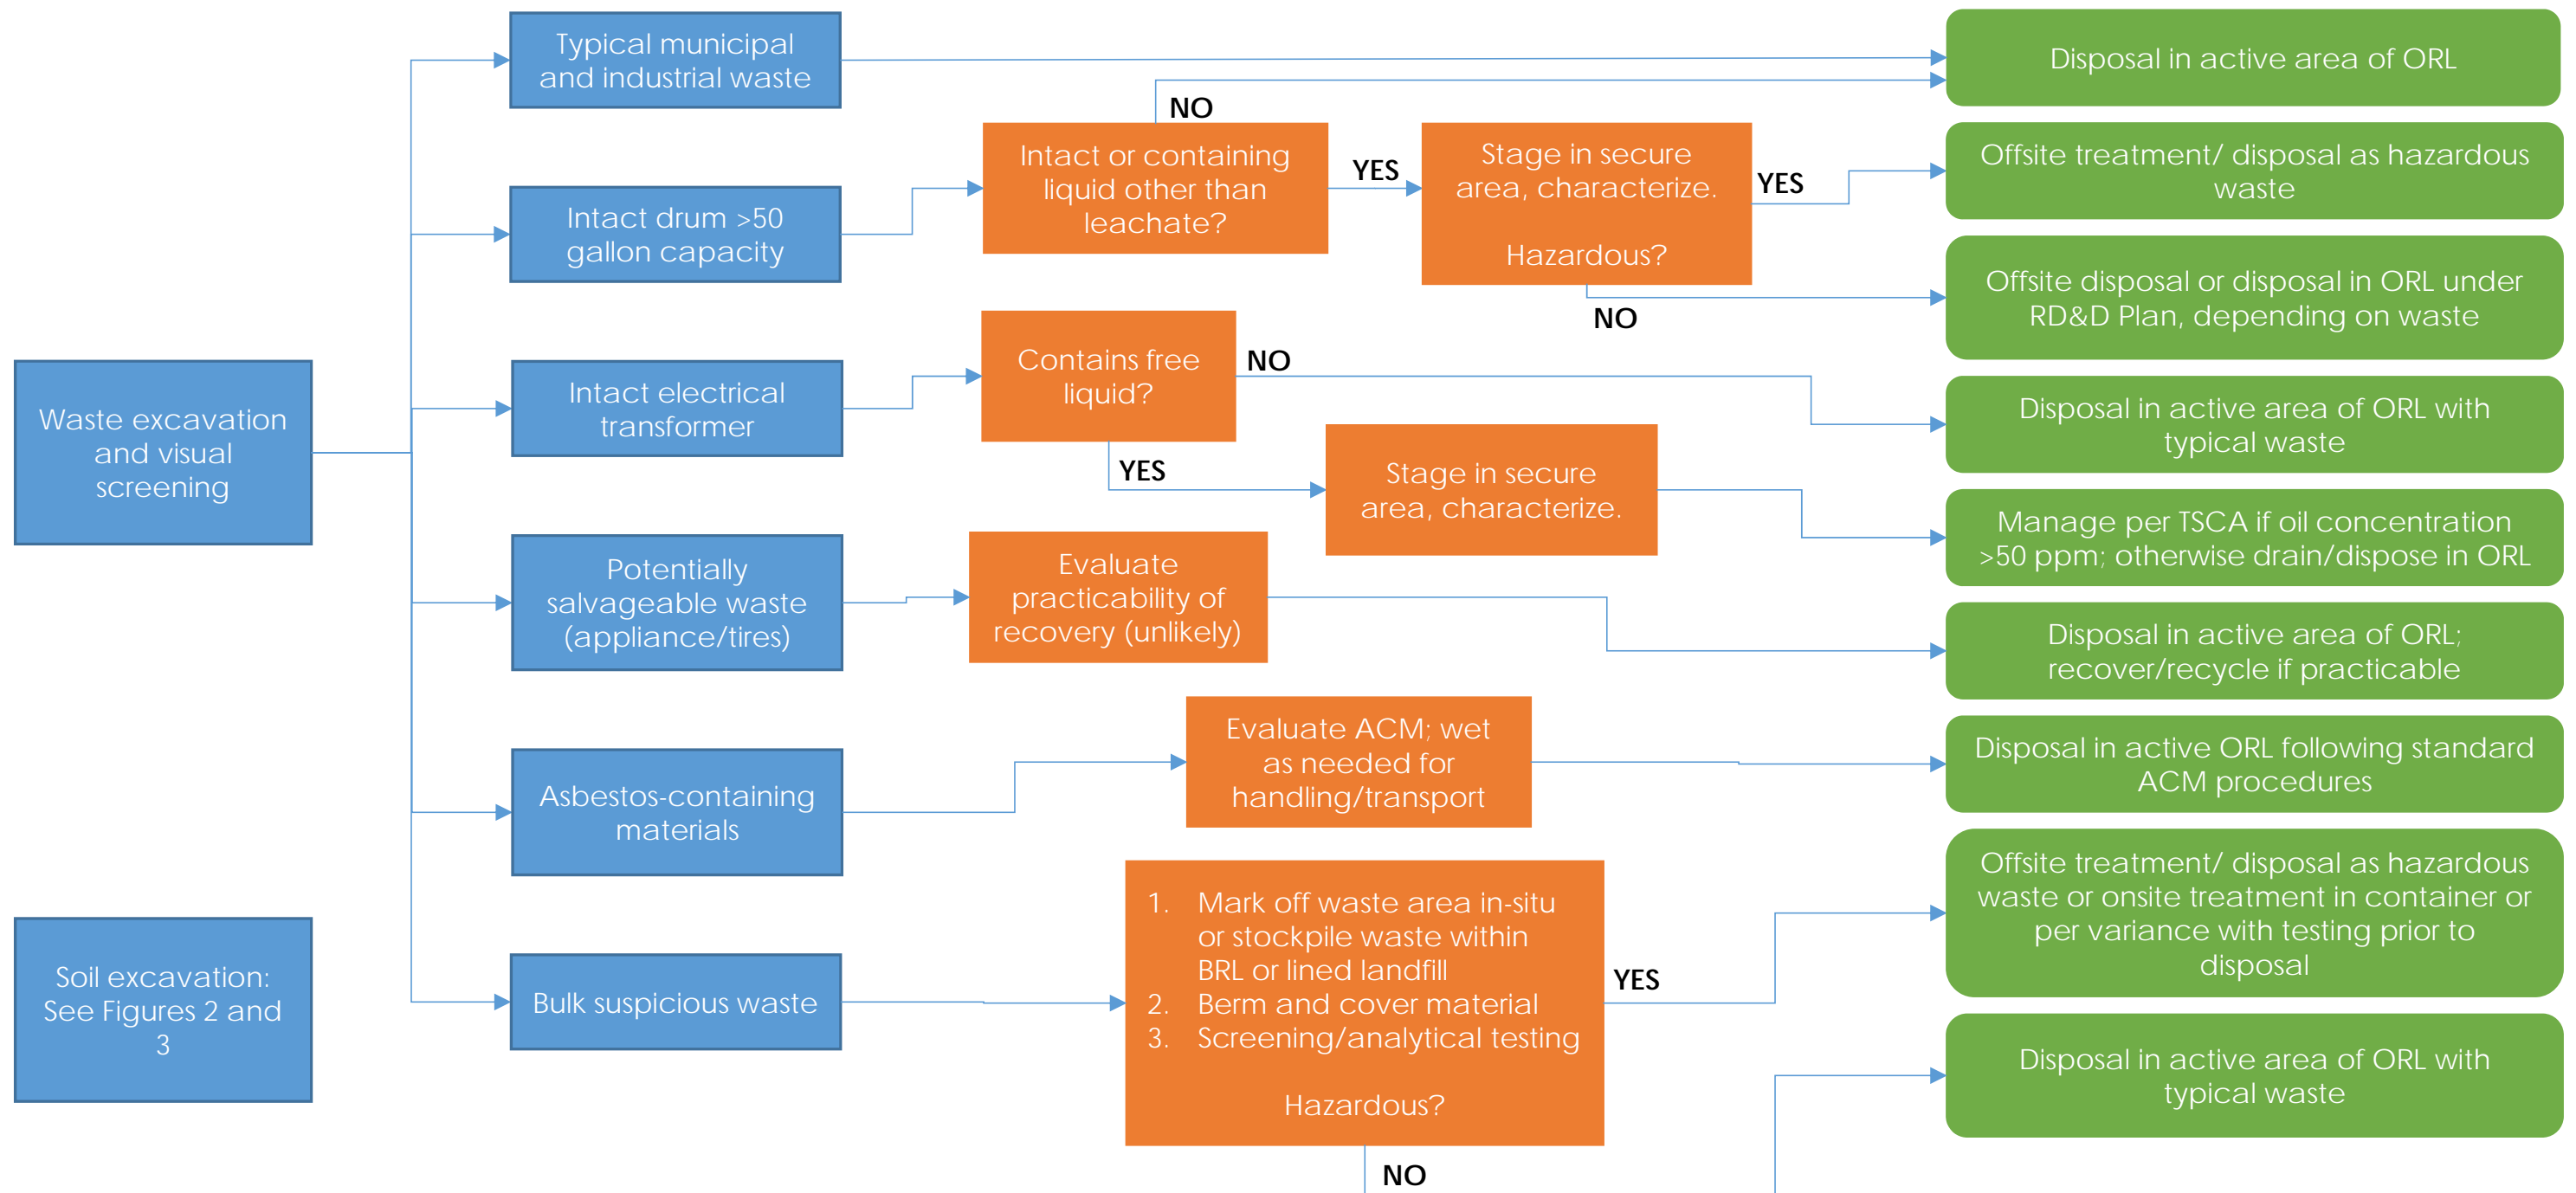 Typical municipal
and industrial waste
Disposal in active area of ORL
NO
Intact or containing
liquid other than
leachate?
YES
Stage in secure
area, characterize.
Hazardous?
YES
Offsite treatment/ disposal as hazardous
waste
Intact drum >50
gallon capacity
NO
Offsite disposal or disposal in ORL under
RD&D Plan, depending on waste
Waste excavation
and visual
screening
Intact electrical
transformer
Contains free
liquid?
NO
Disposal in active area of ORL with
typical waste
YES
Stage in secure
area, characterize.
Manage per TSCA if oil concentration
>50 ppm; otherwise drain/dispose in ORL
Potentially
salvageable waste
(appliance/tires)
Evaluate
practicability of
recovery (unlikely)
Disposal in active area of ORL;
recover/recycle if practicable
Asbestos-containing
materials
Evaluate ACM; wet
as needed for
handling/transport
Disposal in active ORL following standard
ACM procedures
Soil excavation:
See Figures 2 and
3
Bulk suspicious waste
1. Mark off waste area in-situ
or stockpile waste within
BRL or lined landfill
2. Berm and cover material
3. Screening/analytical testing
Hazardous?
YES
Offsite treatment/ disposal as hazardous
waste or onsite treatment in container or
per variance with testing prior to
disposal
NO
Disposal in active area of ORL with
typical waste